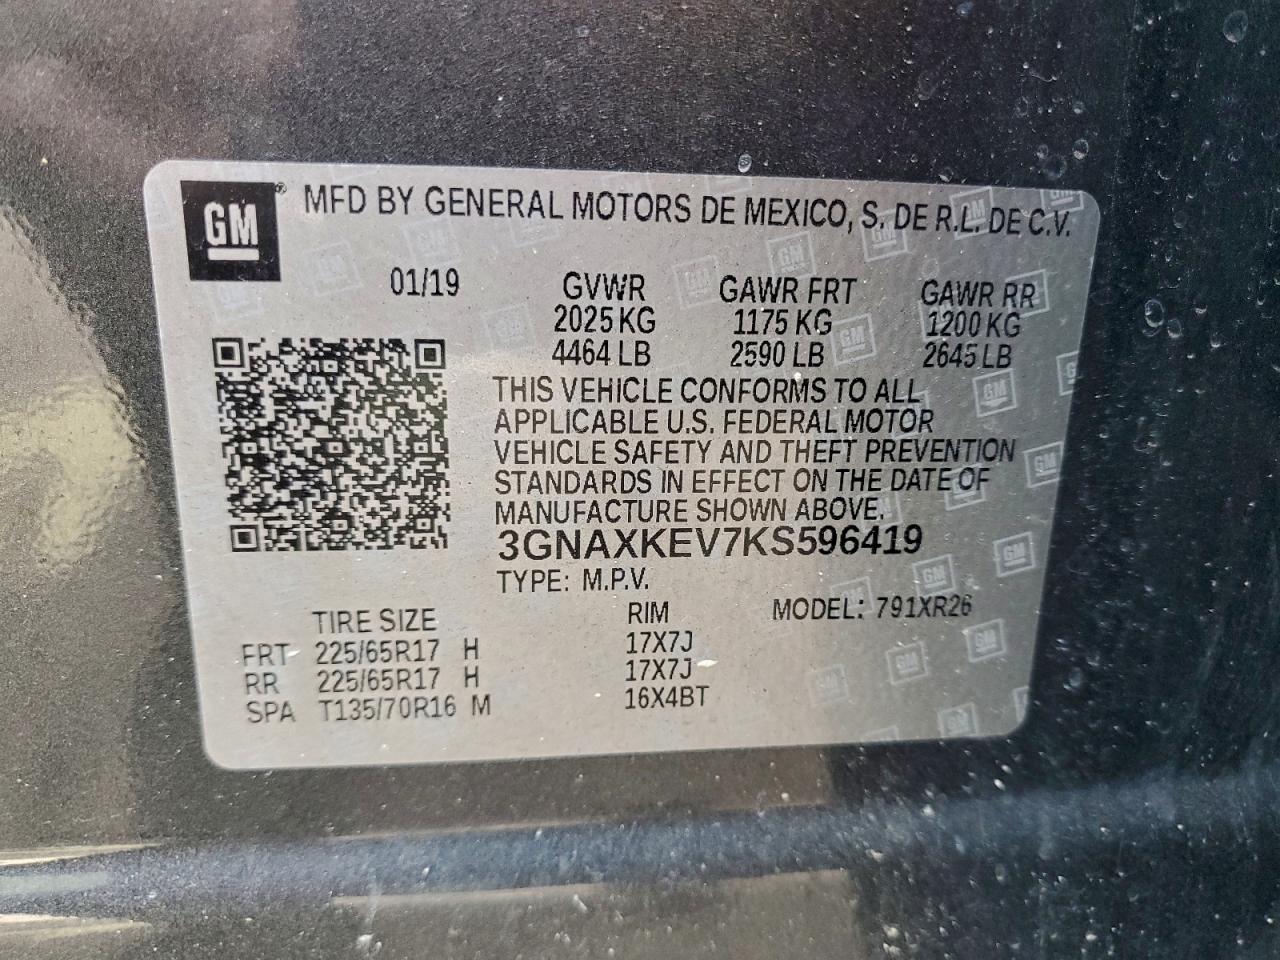 GM® MFD BY GENERAL MOTORS DE MEXICO, S. DE R.L. DE C.V.
01/19 GVWR GAWR FRT GAWR RR
2025 KG 1175 KG 1200 KG
4464 LB 2590 LB 2645 LB
THIS VEHICLE CONFORMS TO ALL
APPLICABLE U.S. FEDERAL MOTOR
VEHICLE SAFETY AND THEFT PREVENTION
STANDARDS IN EFFECT ON THE DATE OF
MANUFACTURE SHOWN ABOVE.
3GNAXKEV7KS596419
TYPE: M.P.V.
TIRE SIZE RIM MODEL: 791XR26
FRT 225/65R17 H 17X7J
RR 225/65R17 H 17X7J
SPA T135/70R16 M 16X4BT